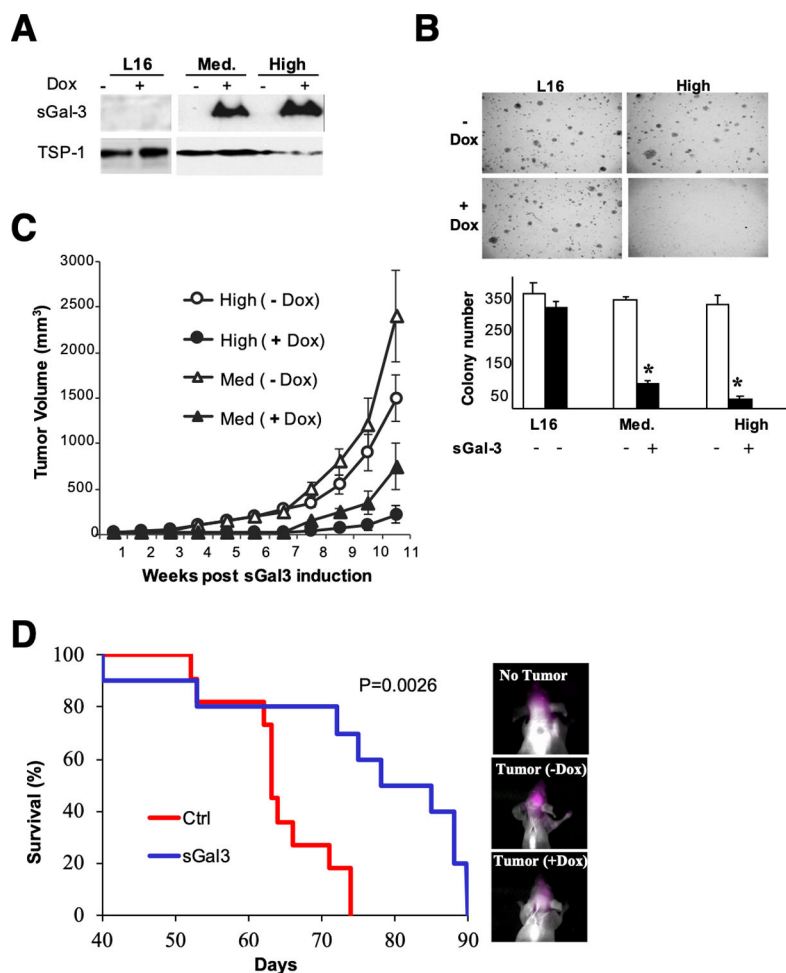 A
L16 Med. High
Dox - + - + - +
sGal-3
TSP-1
B
L16 High
-
Dox
+
Dox
Colony number
350
250
150
50
L16 Med. High
sGal-3 - - - + - +
* *
C
Tumor Volume (mm3)
3000
2500
2000
1500
1000
500
0
High ( - Dox)
High ( + Dox)
Med ( - Dox)
Med ( + Dox)
1 2 3 4 5 6 7 8 9 10 11
Weeks post sGal3 induction
D
Survival (%)
100
80
60
40
20
0
P=0.0026
Ctrl
sGal3
40 50 60 70 80 90
Days
No Tumor
Tumor (-Dox)
Tumor (+Dox)